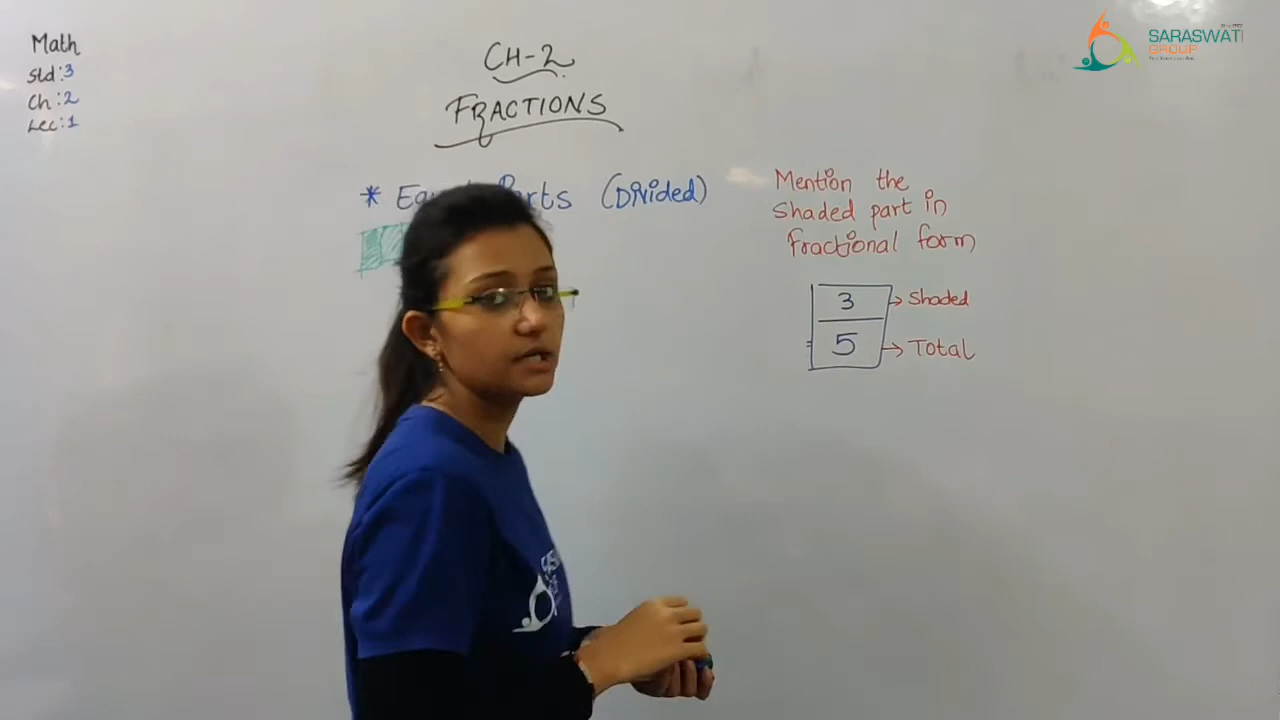 Math
Std:3
Ch:2
Lec:1
CH-2
FRACTIONS
* Parts (Divided)
Mention the
Shaded part in
Fractional form
3 → Shaded
5 → Total
SARASWATI
GROUP